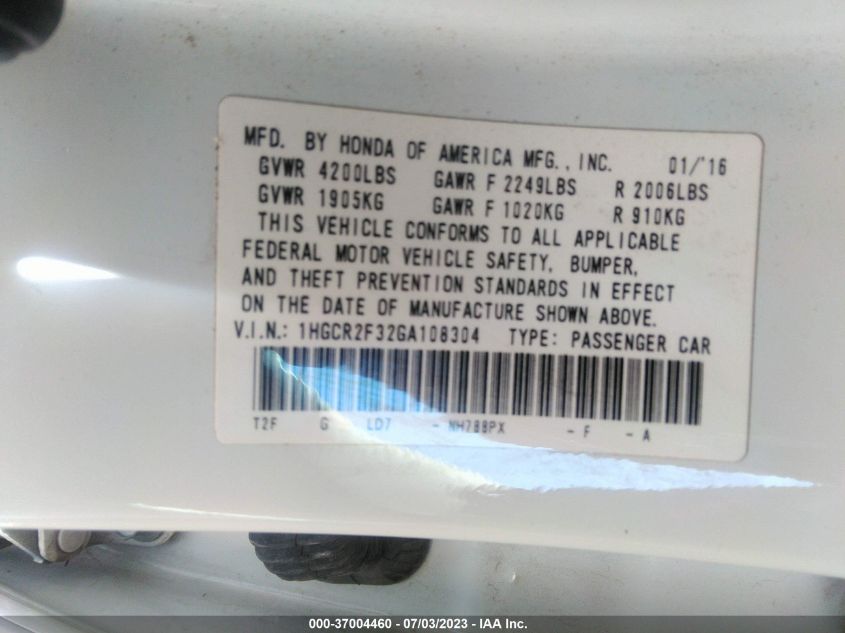 MFD. BY HONDA OF AMERICA MFG., INC. 01/'16
GVWR 4200LBS GAWR F 2249LBS R 2006LBS
GVWR 1905KG GAWR F 1020KG R 910KG
THIS VEHICLE CONFORMS TO ALL APPLICABLE
FEDERAL MOTOR VEHICLE SAFETY, BUMPER,
AND THEFT PREVENTION STANDARDS IN EFFECT
ON THE DATE OF MANUFACTURE SHOWN ABOVE.
V.I.N.: 1HGCR2F32GA108304 TYPE: PASSENGER CAR
T2F G LD7 - NH788PX - F - A
000-37004460 - 07/03/2023 - IAA Inc.